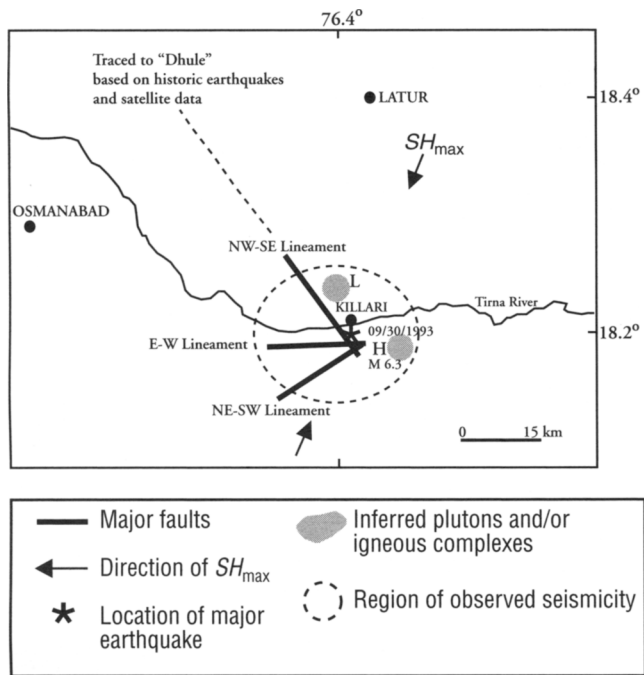 76.4°
Traced to "Dhule"
based on historic earthquakes
and satellite data
LATUR
18.4°
SHmax
OSMANABAD
NW-SE Lineament
L
KILLARI
Tirna River
09/30/1993
18.2°
E-W Lineament
H
M 6.3
NE-SW Lineament
0 15 km
Major faults
Inferred plutons and/or
igneous complexes
Direction of SHmax
Region of observed seismicity
Location of major
earthquake